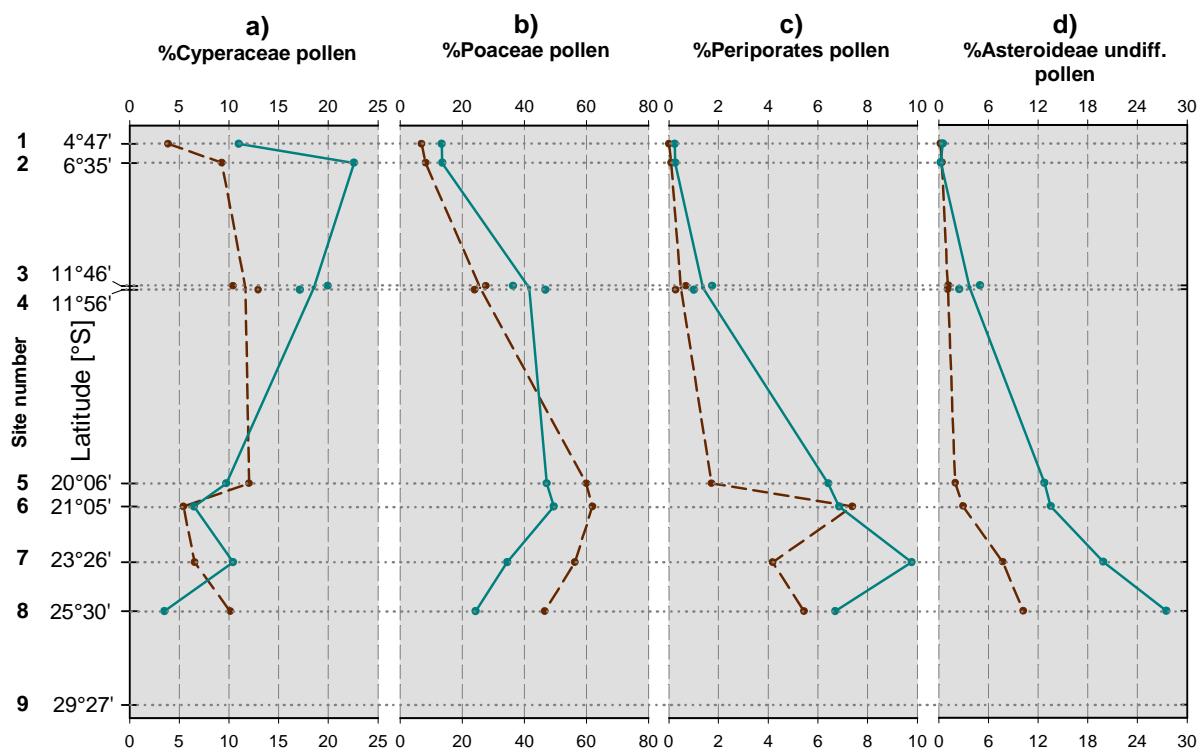 a) b) c) d)
%Cyperaceae pollen %Poaceae pollen %Periporates pollen %Asteroideae undiff.
pollen
0 5 10 15 20 25 0 20 40 60 80 0 2 4 6 8 10 0 6 12 18 24 30
1 4°47'
2 6°35'
3 11°46'
4 11°56'
Site number
Latitude [°S]
5 20°06'
6 21°05'
7 23°26'
8 25°30'
9 29°27'
0 5 10 15 20 25 0 20 40 60 80 0 2 4 6 8 10 0 6 12 18 24 30